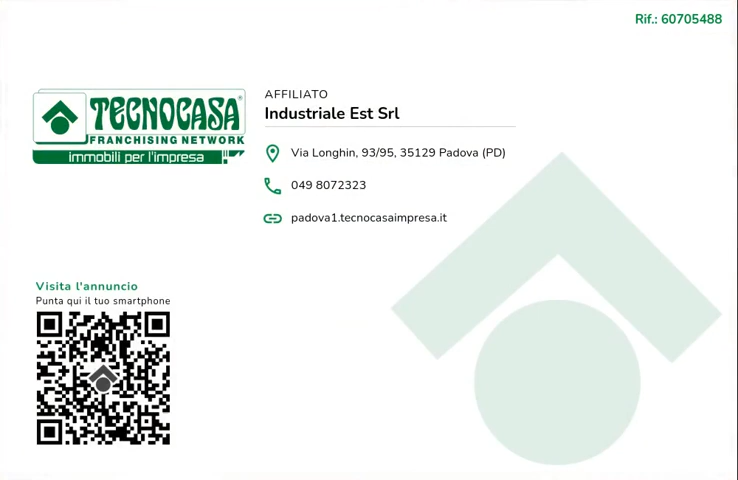 Rif.: 60705488
TECNOCASA
FRANCHISING NETWORK
immobili per l'impresa
AFFILIATO
Industriale Est Srl
Via Longhin, 93/95, 35129 Padova (PD)
049 8072323
padova1.tecnocasaimpresa.it
Visita l'annuncio
Punta qui il tuo smartphone